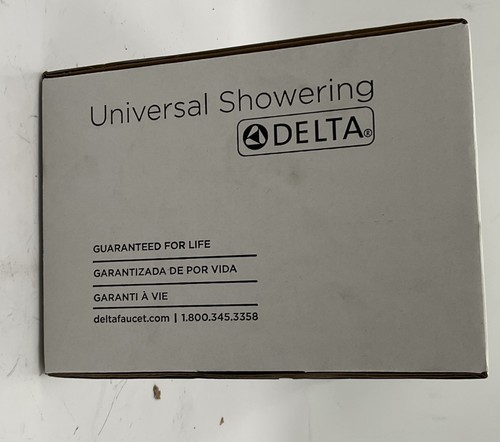 Universal Showering
DELTA®
GUARANTEED FOR LIFE
GARANTIZADA DE POR VIDA
GARANTI À VIE
deltafaucet.com | 1.800.345.3358